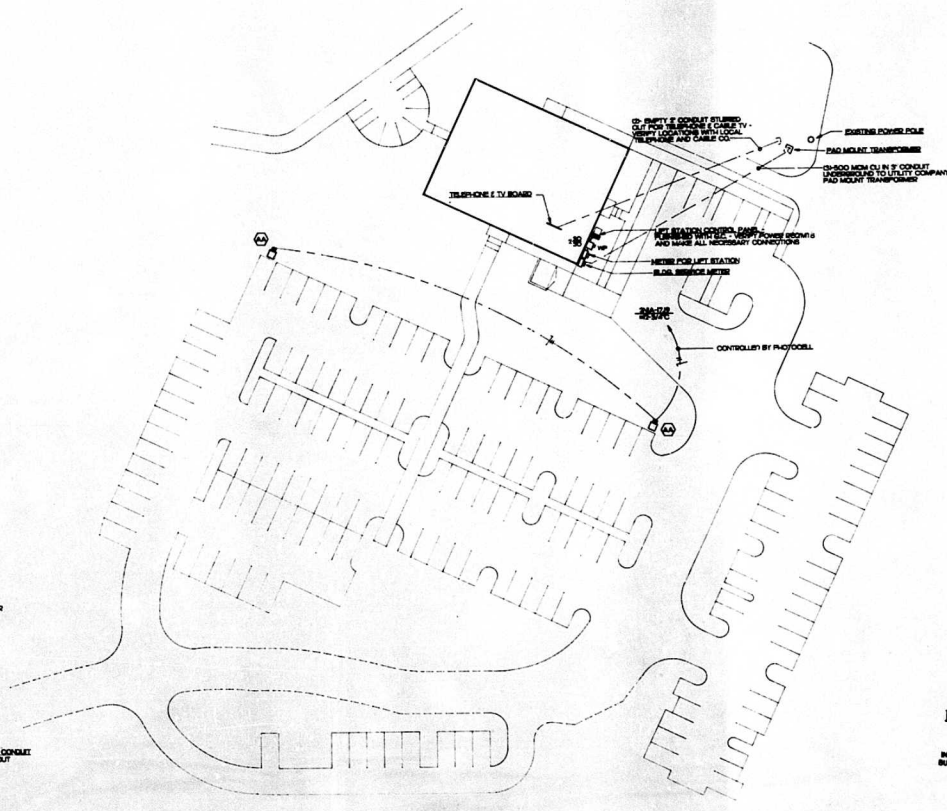 EMPTY 2" CONDUIT STUBBED
OUT FOR TELEPHONE & CABLE TV -
VERIFY LOCATIONS WITH LOCAL
TELEPHONE AND CABLE CO.
EXISTING POWER POLE
PAD MOUNT TRANSFORMER
(3)-500 MCM CU IN 3" CONDUIT
UNDERGROUND TO UTILITY COMPANY
PAD MOUNT TRANSFORMER
TELEPHONE & TV BOARD
LIFT STATION CONTROL PANEL
FURNISHED WITH G.C. - VERIFY POWER REQMT'S
AND MAKE ALL NECESSARY CONNECTIONS
WP
METER FOR LIFT STATION
BLDG. SERVICE METER
AA
CONTROLLED BY PHOTOCELL
AA
CONDUIT